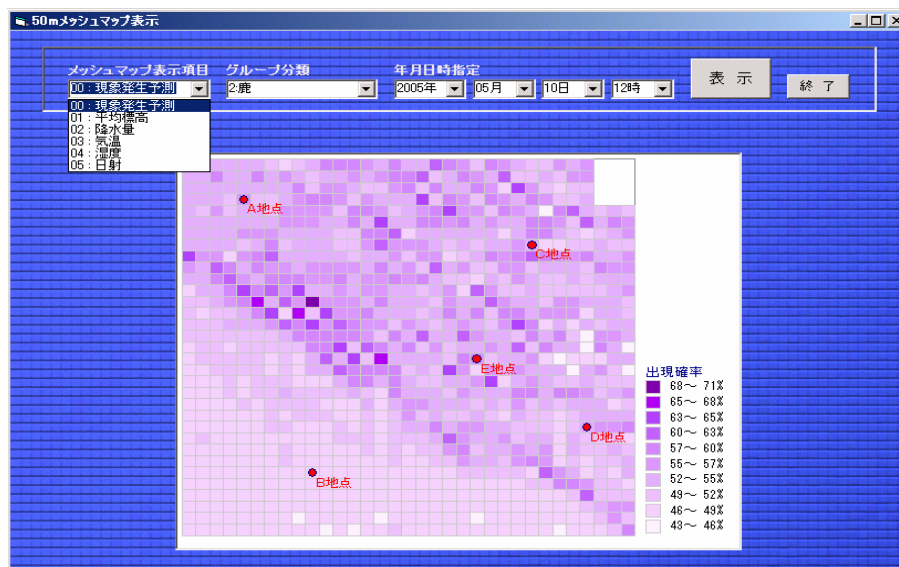 50mメッシュマップ表示
メッシュマップ表示項目 グループ分類 年月日時指定
00：現象発生予測 2:鹿 2005年 05月 10日 12時 表 示 終 了
00：現象発生予測
01：平均標高
02：降水量
03：気温
04：湿度
05：日射
A地点
C地点
E地点
D地点
B地点
出現確率
68～ 71%
65～ 68%
63～ 65%
60～ 63%
57～ 60%
55～ 57%
52～ 55%
49～ 52%
46～ 49%
43～ 46%